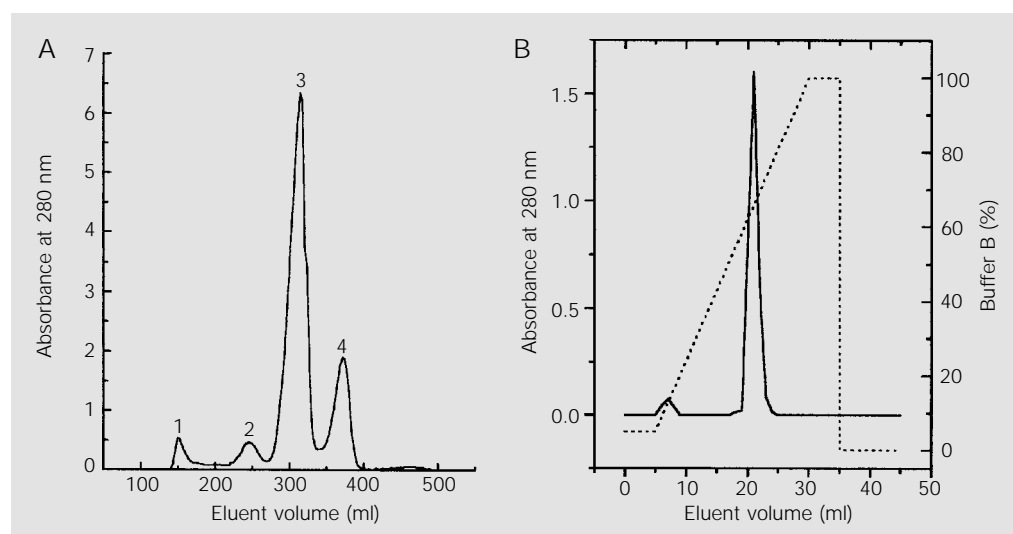 A
7
6
5
4
3
2
1
0
Absorbance at 280 nm
1
2
3
4
100 200 300 400 500
Eluent volume (ml)
B
1.5
1.0
0.5
0.0
Absorbance at 280 nm
100
80
60
40
20
0
Buffer B (%)
0 10 20 30 40 50
Eluent volume (ml)